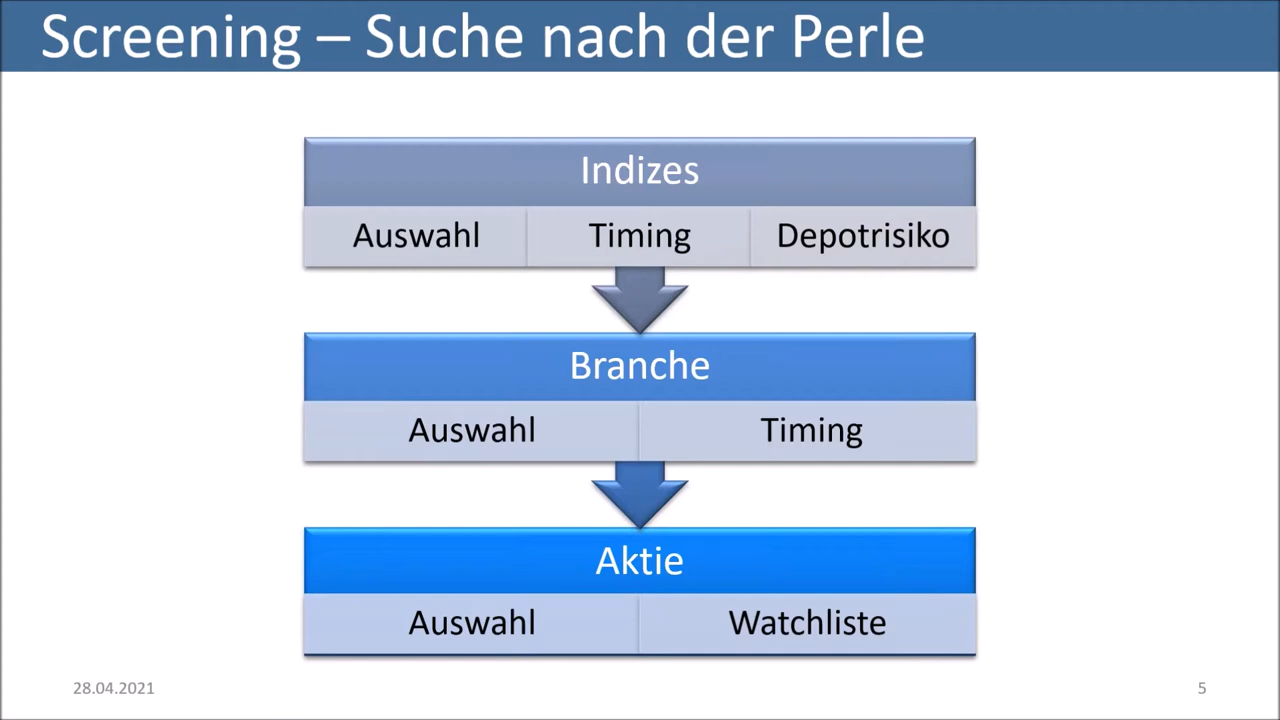 Screening – Suche nach der Perle
Indizes
Auswahl Timing Depotrisiko
Branche
Auswahl Timing
Aktie
Auswahl Watchliste
28.04.2021 5